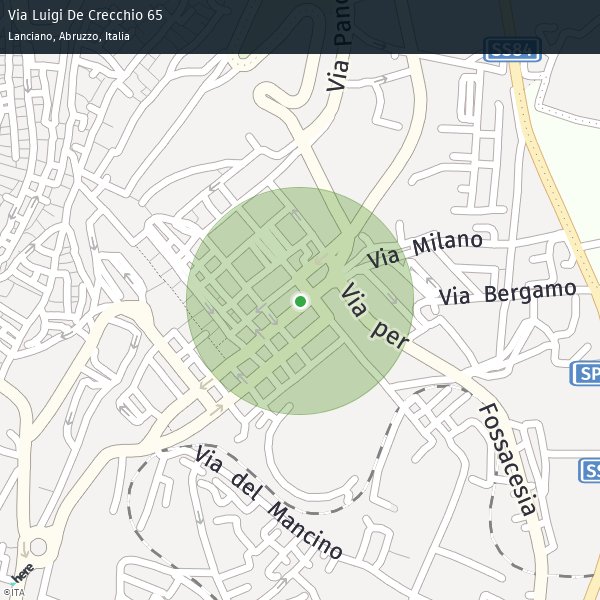 Via Luigi De Crecchio 65
Lanciano, Abruzzo, Italia
Via Pano
SS84
Via Milano
Via Bergamo
Via per
Fossacesia
SP
SS
Via del Mancino
here
©ITA